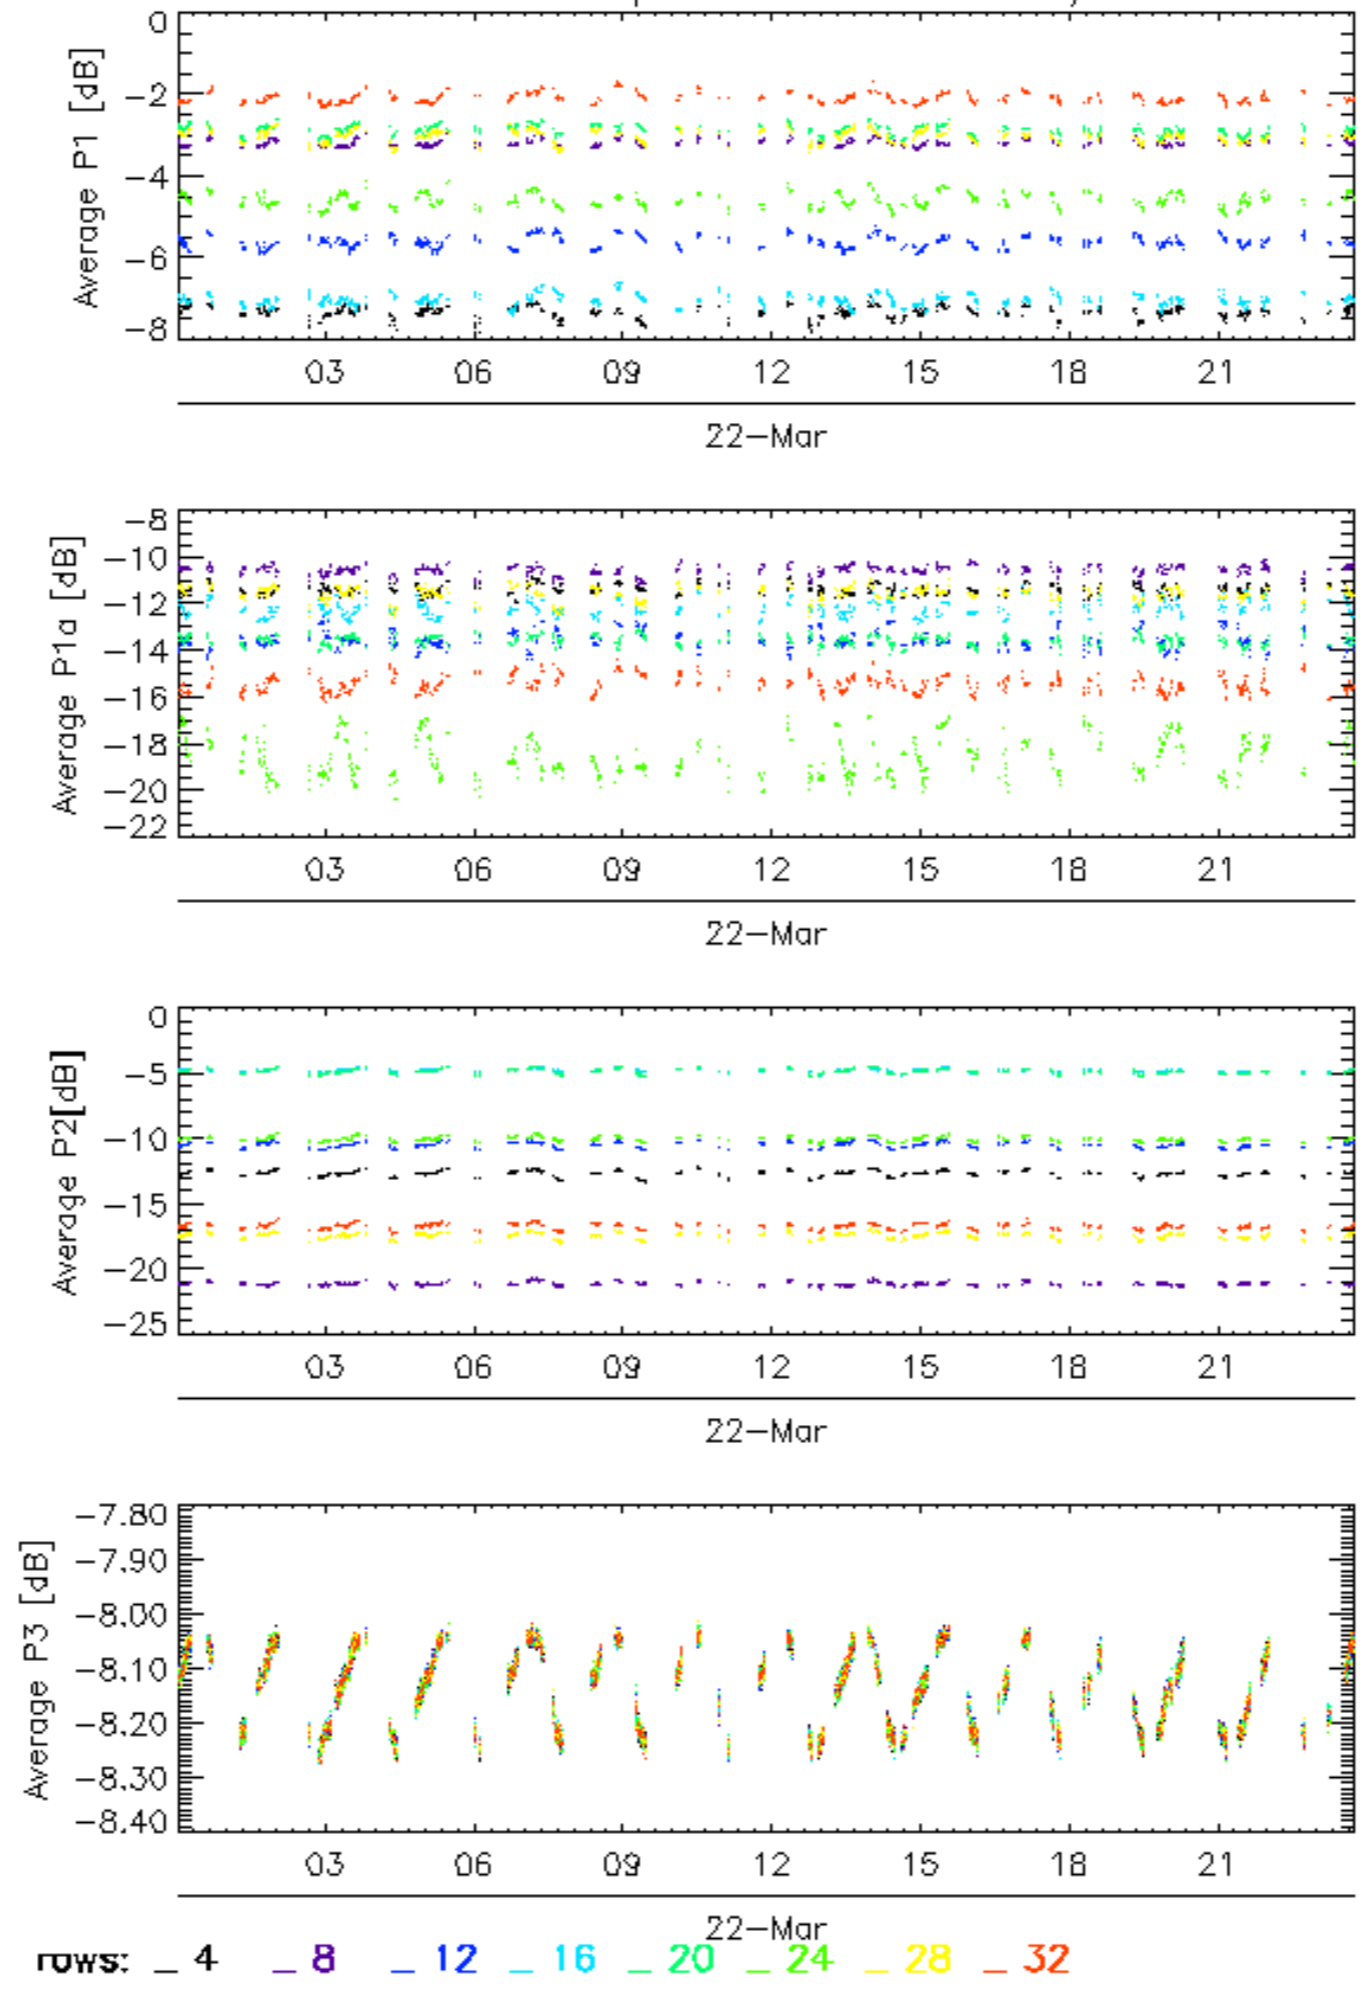 Average P1 [dB]
0
−2
−4
−6
−8
03 06 09 12 15 18 21
22−Mar
Average P1a [dB]
−8
−10
−12
−14
−16
−18
−20
−22
03 06 09 12 15 18 21
22−Mar
Average P2[dB]
0
−5
−10
−15
−20
−25
03 06 09 12 15 18 21
22−Mar
Average P3 [dB]
−7.80
−7.90
−8.00
−8.10
−8.20
−8.30
−8.40
03 06 09 12 15 18 21
22−Mar
rows: _ 4 _ 8 _ 12 _ 16 _ 20 _ 24 _ 28 _ 32